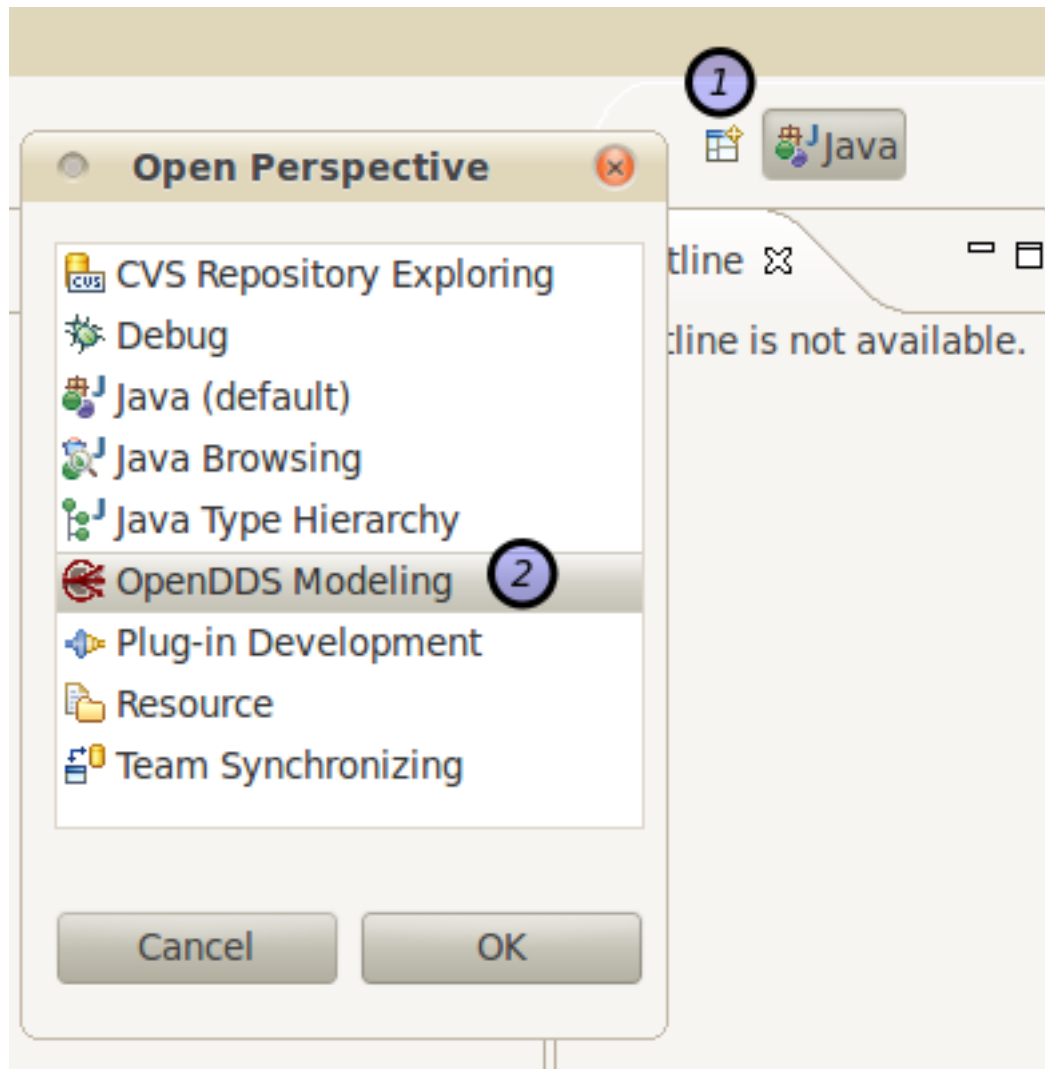 1
Java
Open Perspective
tline
tline is not available.
CVS Repository Exploring
Debug
Java (default)
Java Browsing
Java Type Hierarchy
OpenDDS Modeling 2
Plug-in Development
Resource
Team Synchronizing
Cancel OK